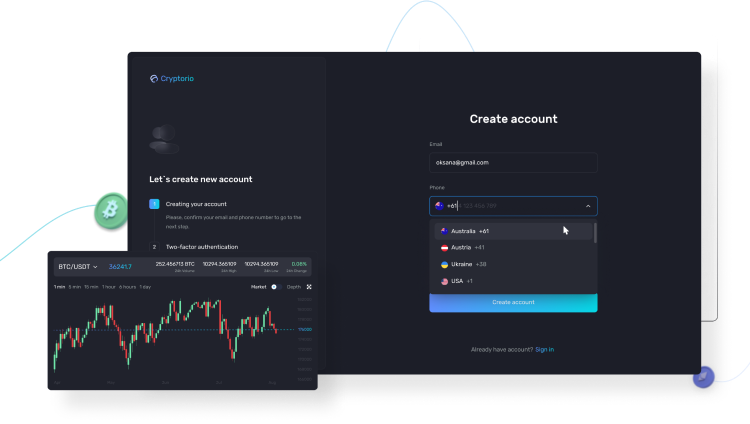 Cryptorio
Let`s create new account
1 Creating your account
Please, confirm your email and phone number to go to the
next step.
2 Two-factor authentication
Create account
Email
oksana@gmail.com
Phone
+61 123 456 789
Australia +61
Austria +41
Ukraine +38
USA +1
Create account
Already have account? Sign in
BTC/USDT 36241.7
252.456713 BTC 10294.365109 10294.365109 0.08%
24h Volume 24h High 24h Low 24h Change
1 min 5 min 15 min 1 hour 6 hours 1 day Market Depth